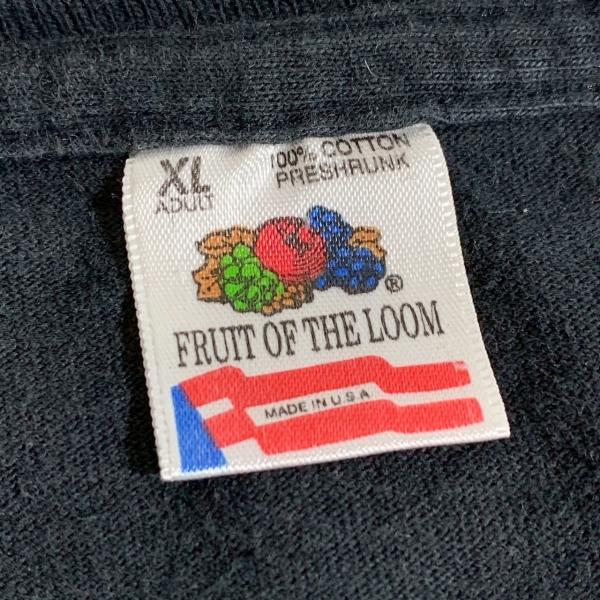 XL
ADULT
100% COTTON
PRESHRUNK
®
FRUIT OF THE LOOM
MADE IN U.S.A